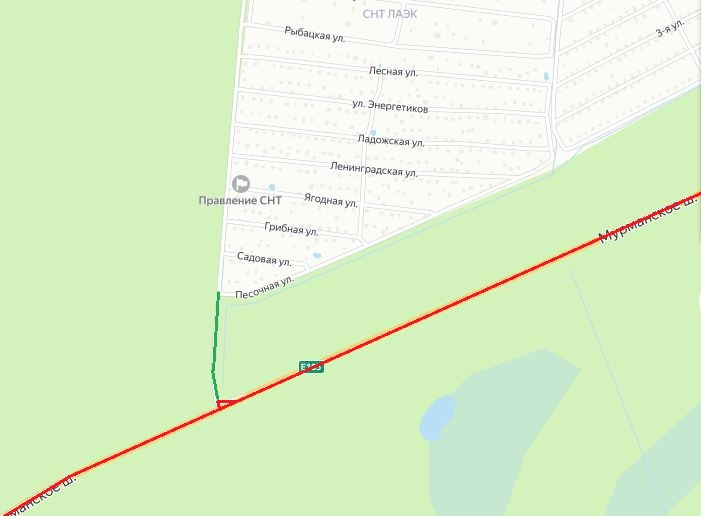 СНТ ЛАЭК
Рыбацкая ул.
3-я ул.
Лесная ул.
ул. Энергетиков
Ладожская ул.
Ленинградская ул.
Ягодная ул.
Правление СНТ
Грибная ул.
Садовая ул.
Песочная ул.
Мурманское ш.